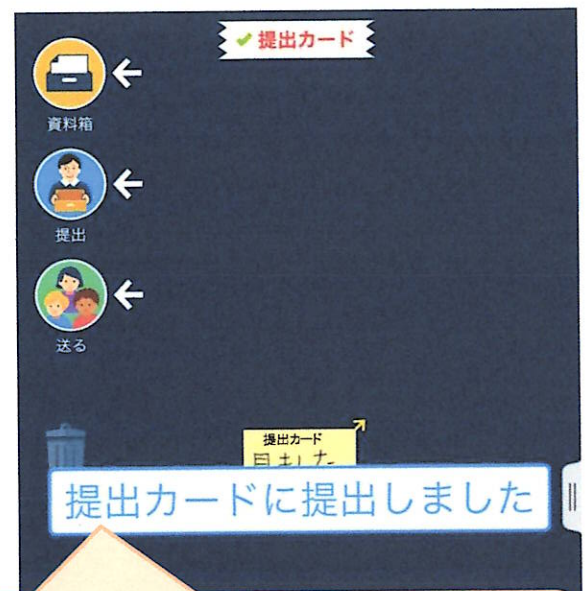 提出カード
資料箱
提出
送る
提出カード
見ました
提出カードに提出しました